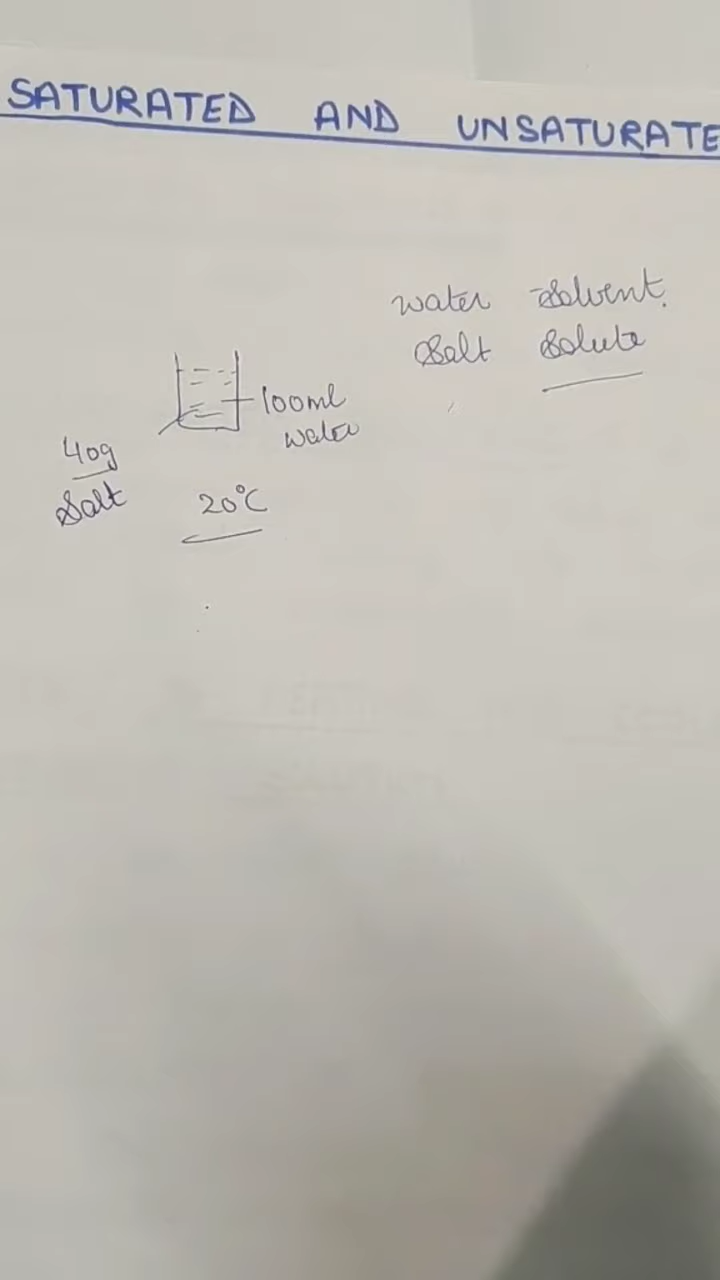 SATURATED AND UNSATURATE
water Solvent.
Salt Solute
100ml
water
40g
Salt
20°C